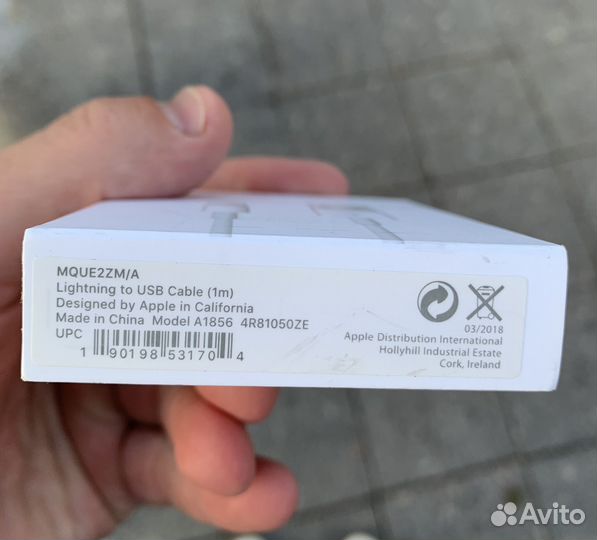 MQUE2ZM/A
Lightning to USB Cable (1m)
Designed by Apple in California
Made in China Model A1856 4R81050ZE
UPC
1 90198 53170 4
03/2018
Apple Distribution International
Hollyhill Industrial Estate
Cork, Ireland
Avito